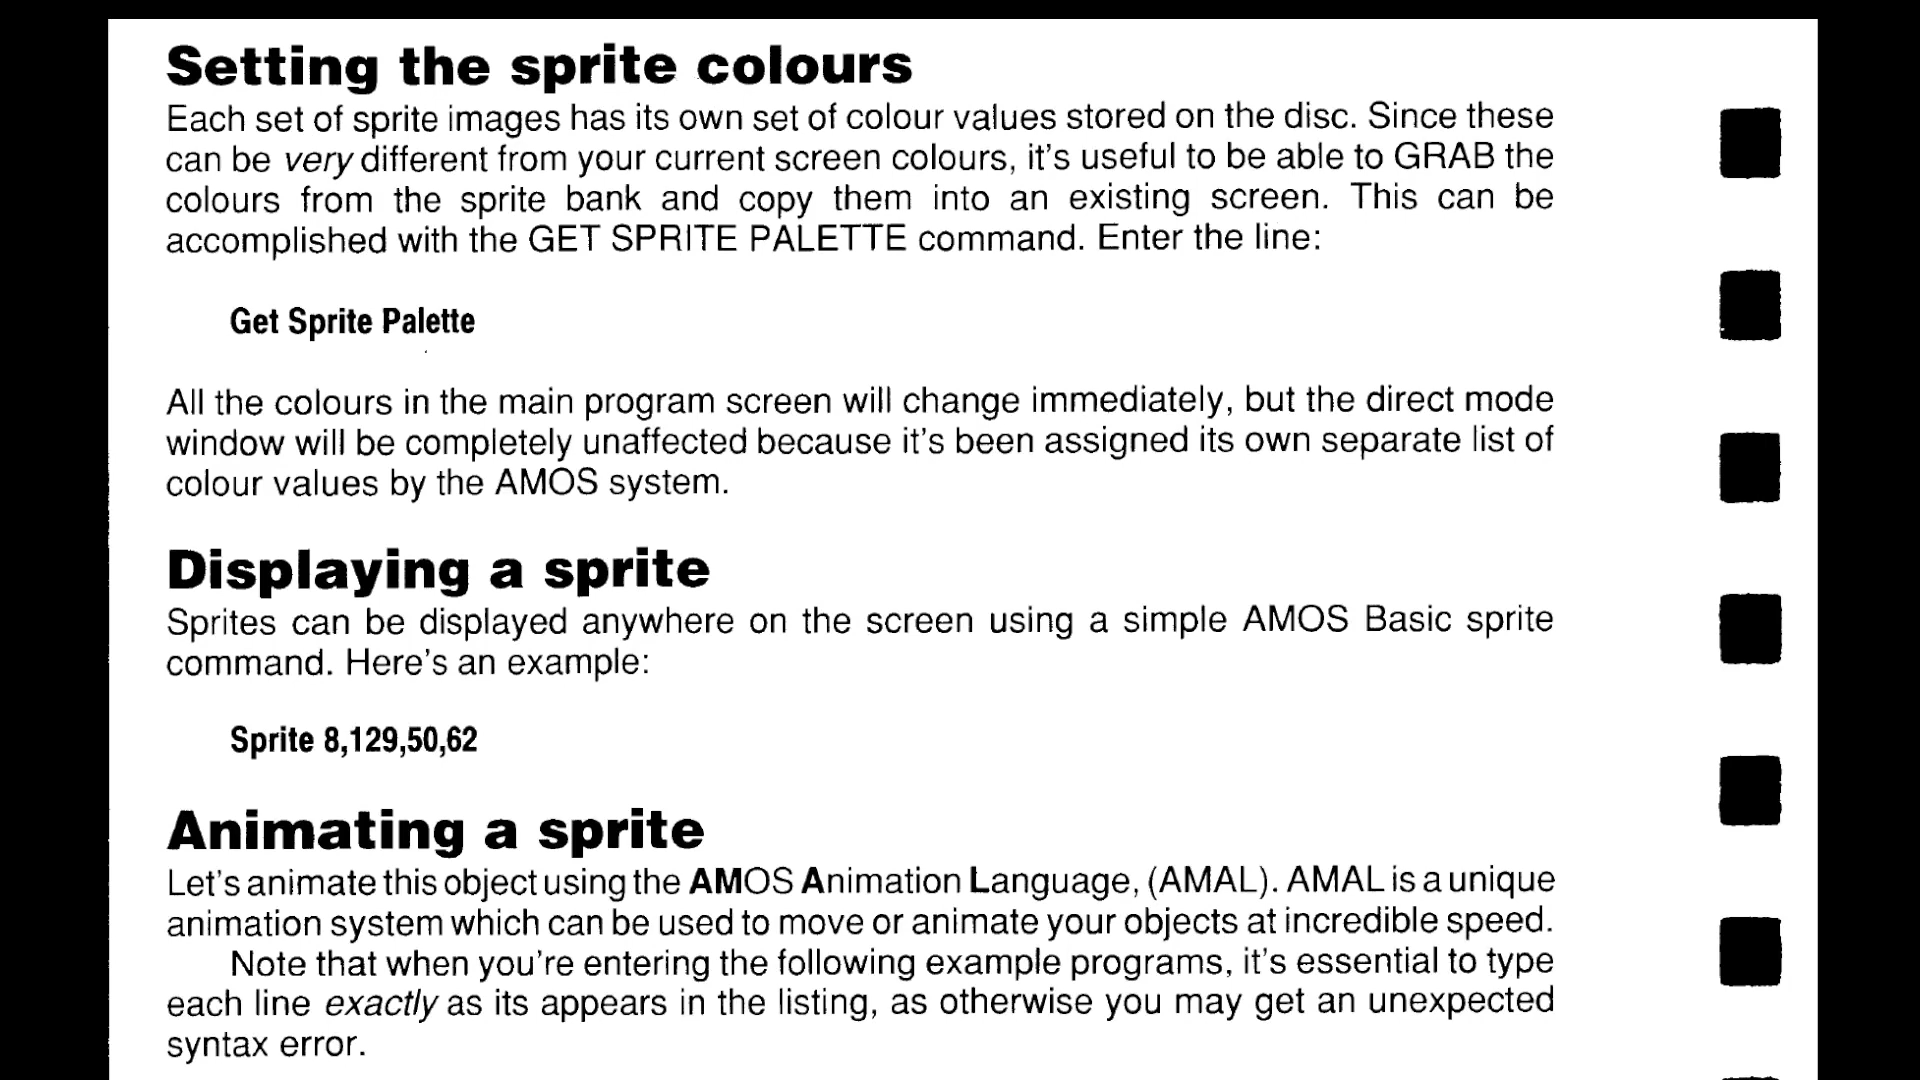 Setting the sprite colours
Each set of sprite images has its own set of colour values stored on the disc. Since these
can be very different from your current screen colours, it's useful to be able to GRAB the
colours from the sprite bank and copy them into an existing screen. This can be
accomplished with the GET SPRITE PALETTE command. Enter the line:
Get Sprite Palette
All the colours in the main program screen will change immediately, but the direct mode
window will be completely unaffected because it's been assigned its own separate list of
colour values by the AMOS system.
Displaying a sprite
Sprites can be displayed anywhere on the screen using a simple AMOS Basic sprite
command. Here's an example:
Sprite 8,129,50,62
Animating a sprite
Let's animate this object using the AMOS Animation Language, (AMAL). AMAL is a unique
animation system which can be used to move or animate your objects at incredible speed.
Note that when you're entering the following example programs, it's essential to type
each line exactly as its appears in the listing, as otherwise you may get an unexpected
syntax error.